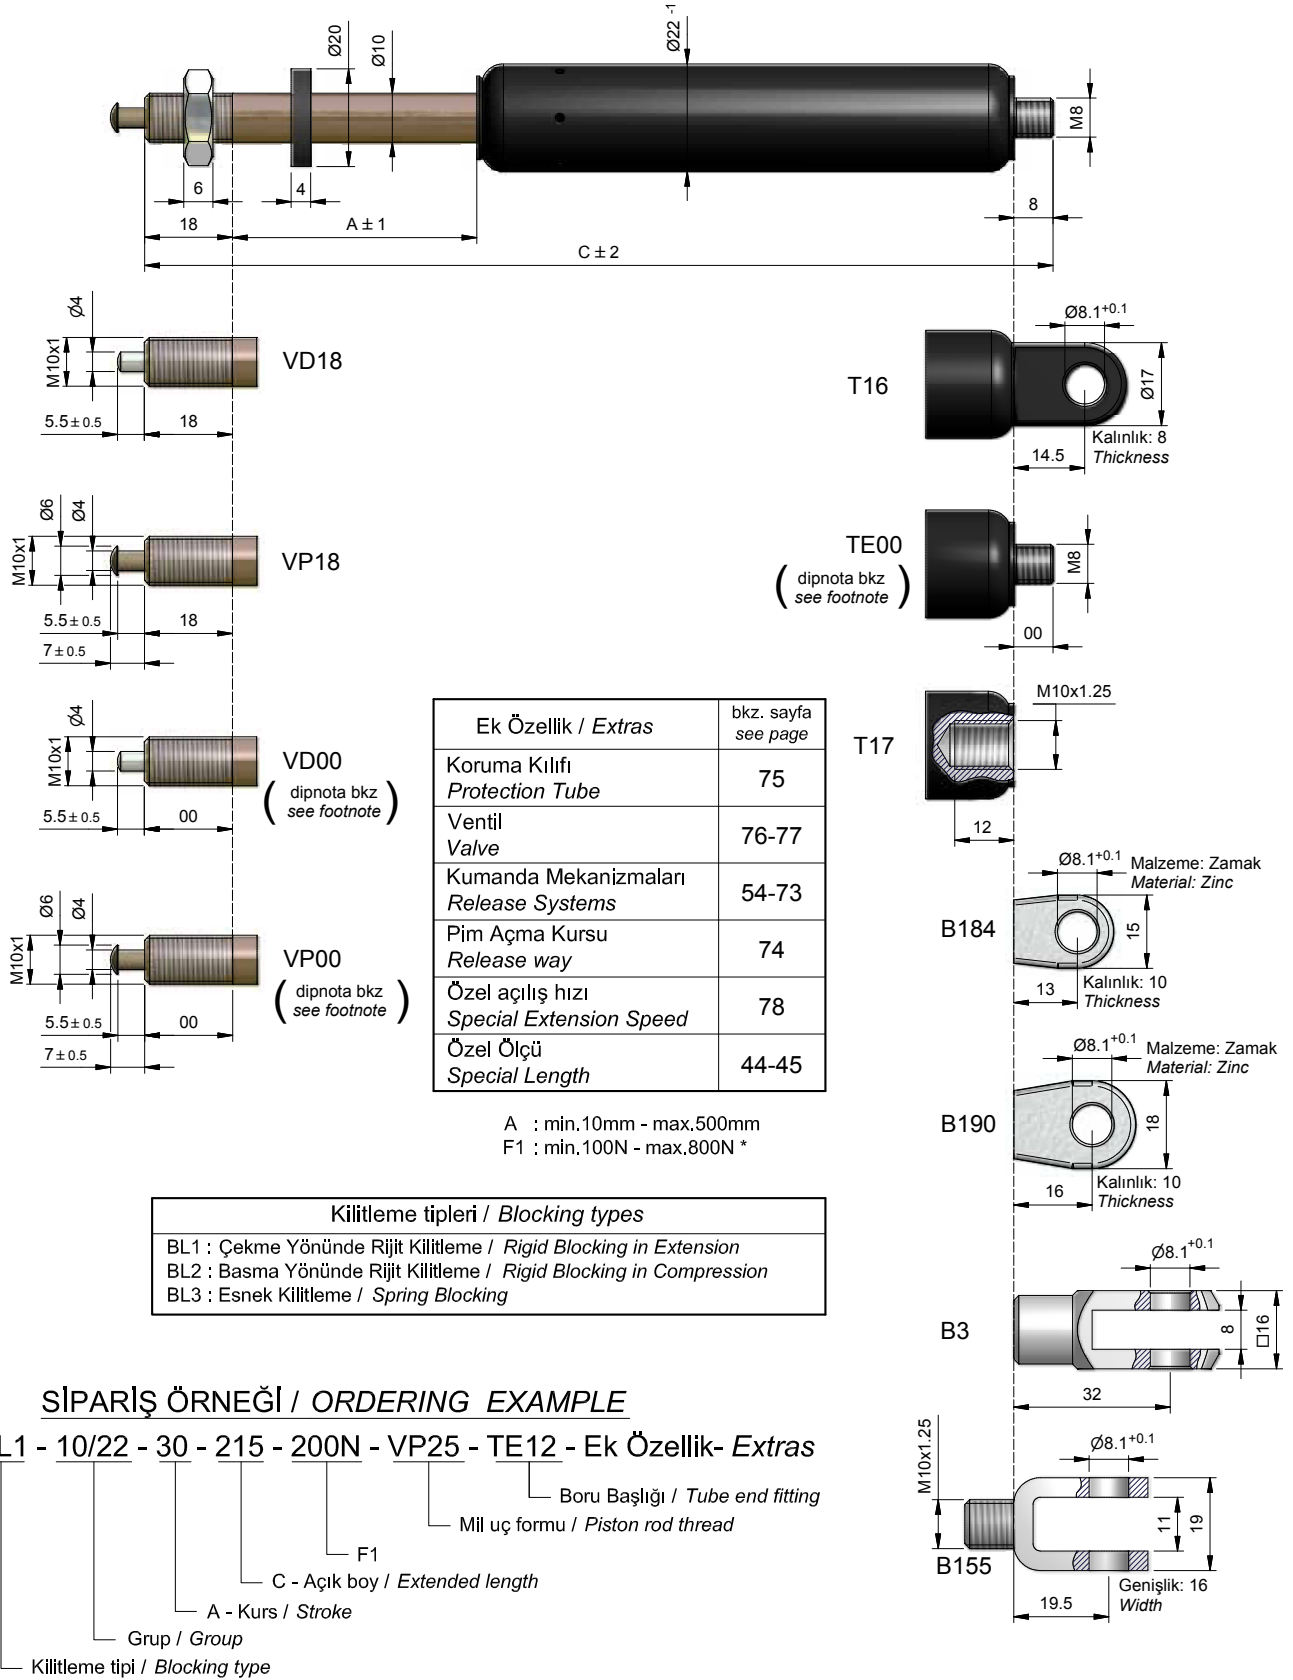 Ø20
Ø10
Ø22 -1
M8
6
4
18
A ± 1
8
C ± 2
Ø4
M10x1
VD18
5.5 ± 0.5
18
Ø8.1+0.1
T16
Ø17
Kalınlık: 8
Thickness
14.5
Ø6
Ø4
M10x1
VP18
5.5 ± 0.5
18
7 ± 0.5
TE00
( dipnota bkz
see footnote )
M8
00
Ø4
M10x1
VD00
( dipnota bkz
see footnote )
5.5 ± 0.5
00
M10x1.25
T17
12
Ø6
Ø4
M10x1
VP00
( dipnota bkz
see footnote )
5.5 ± 0.5
00
7 ± 0.5
Ek Özellik / Extras
bkz. sayfa
see page
Koruma Kılıfı
Protection Tube
75
Ventil
Valve
76-77
Kumanda Mekanizmaları
Release Systems
54-73
Pim Açma Kursu
Release way
74
Özel açılış hızı
Special Extension Speed
78
Özel Ölçü
Special Length
44-45
Ø8.1+0.1
Malzeme: Zamak
Material: Zinc
B184
15
Kalınlık: 10
Thickness
13
Ø8.1+0.1
Malzeme: Zamak
Material: Zinc
B190
18
Kalınlık: 10
Thickness
16
A : min.10mm - max.500mm
F1 : min.100N - max.800N *
Kilitleme tipleri / Blocking types
BL1 : Çekme Yönünde Rijit Kilitleme / Rigid Blocking in Extension
BL2 : Basma Yönünde Rijit Kilitleme / Rigid Blocking in Compression
BL3 : Esnek Kilitleme / Spring Blocking
Ø8.1+0.1
B3
8
□16
32
SİPARİŞ ÖRNEĞİ / ORDERING EXAMPLE
L1 - 10/22 - 30 - 215 - 200N - VP25 - TE12 - Ek Özellik- Extras
Boru Başlığı / Tube end fitting
Mil uç formu / Piston rod thread
F1
C - Açık boy / Extended length
A - Kurs / Stroke
Grup / Group
Kilitleme tipi / Blocking type
M10x1.25
Ø8.1+0.1
11
19
B155
Genişlik: 16
Width
19.5